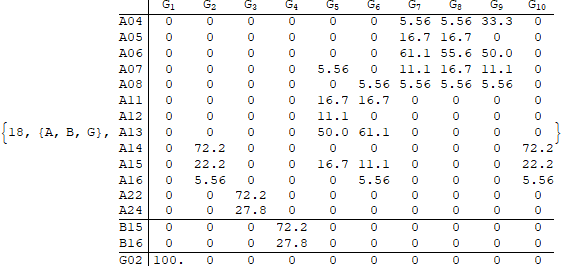 G1 G2 G3 G4 G5 G6 G7 G8 G9 G10
A04 0 0 0 0 0 0 5.56 5.56 33.3 0
A05 0 0 0 0 0 0 16.7 16.7 0 0
A06 0 0 0 0 0 0 61.1 55.6 50.0 0
A07 0 0 0 0 5.56 0 11.1 16.7 11.1 0
A08 0 0 0 0 0 5.56 5.56 5.56 5.56 0
A11 0 0 0 0 16.7 16.7 0 0 0 0
A12 0 0 0 0 11.1 0 0 0 0 0
{18, {A, B, G}, A13 0 0 0 0 50.0 61.1 0 0 0 0 }
A14 0 72.2 0 0 0 0 0 0 0 72.2
A15 0 22.2 0 0 16.7 11.1 0 0 0 22.2
A16 0 5.56 0 0 0 5.56 0 0 0 5.56
A22 0 0 72.2 0 0 0 0 0 0 0
A24 0 0 27.8 0 0 0 0 0 0 0
B15 0 0 0 72.2 0 0 0 0 0 0
B16 0 0 0 27.8 0 0 0 0 0 0
G02 100. 0 0 0 0 0 0 0 0 0